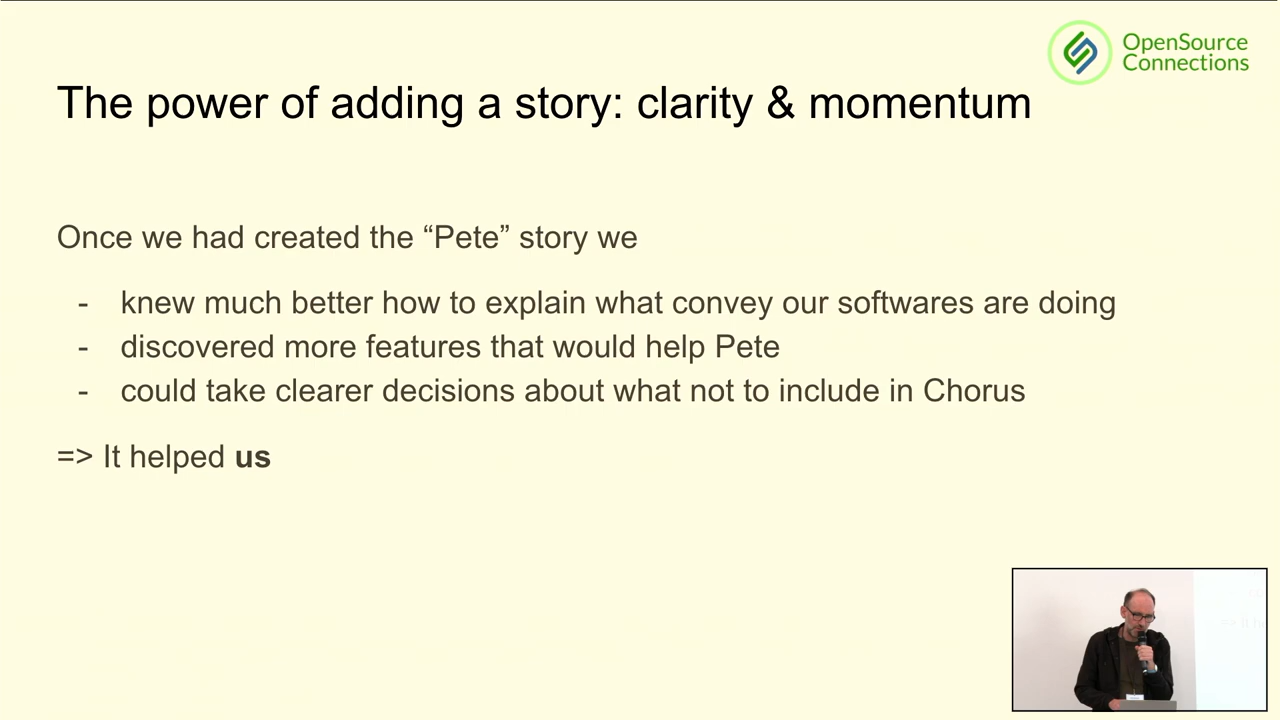 OpenSource
Connections
The power of adding a story: clarity & momentum
Once we had created the “Pete” story we
- knew much better how to explain what convey our softwares are doing
- discovered more features that would help Pete
- could take clearer decisions about what not to include in Chorus
=> It helped us